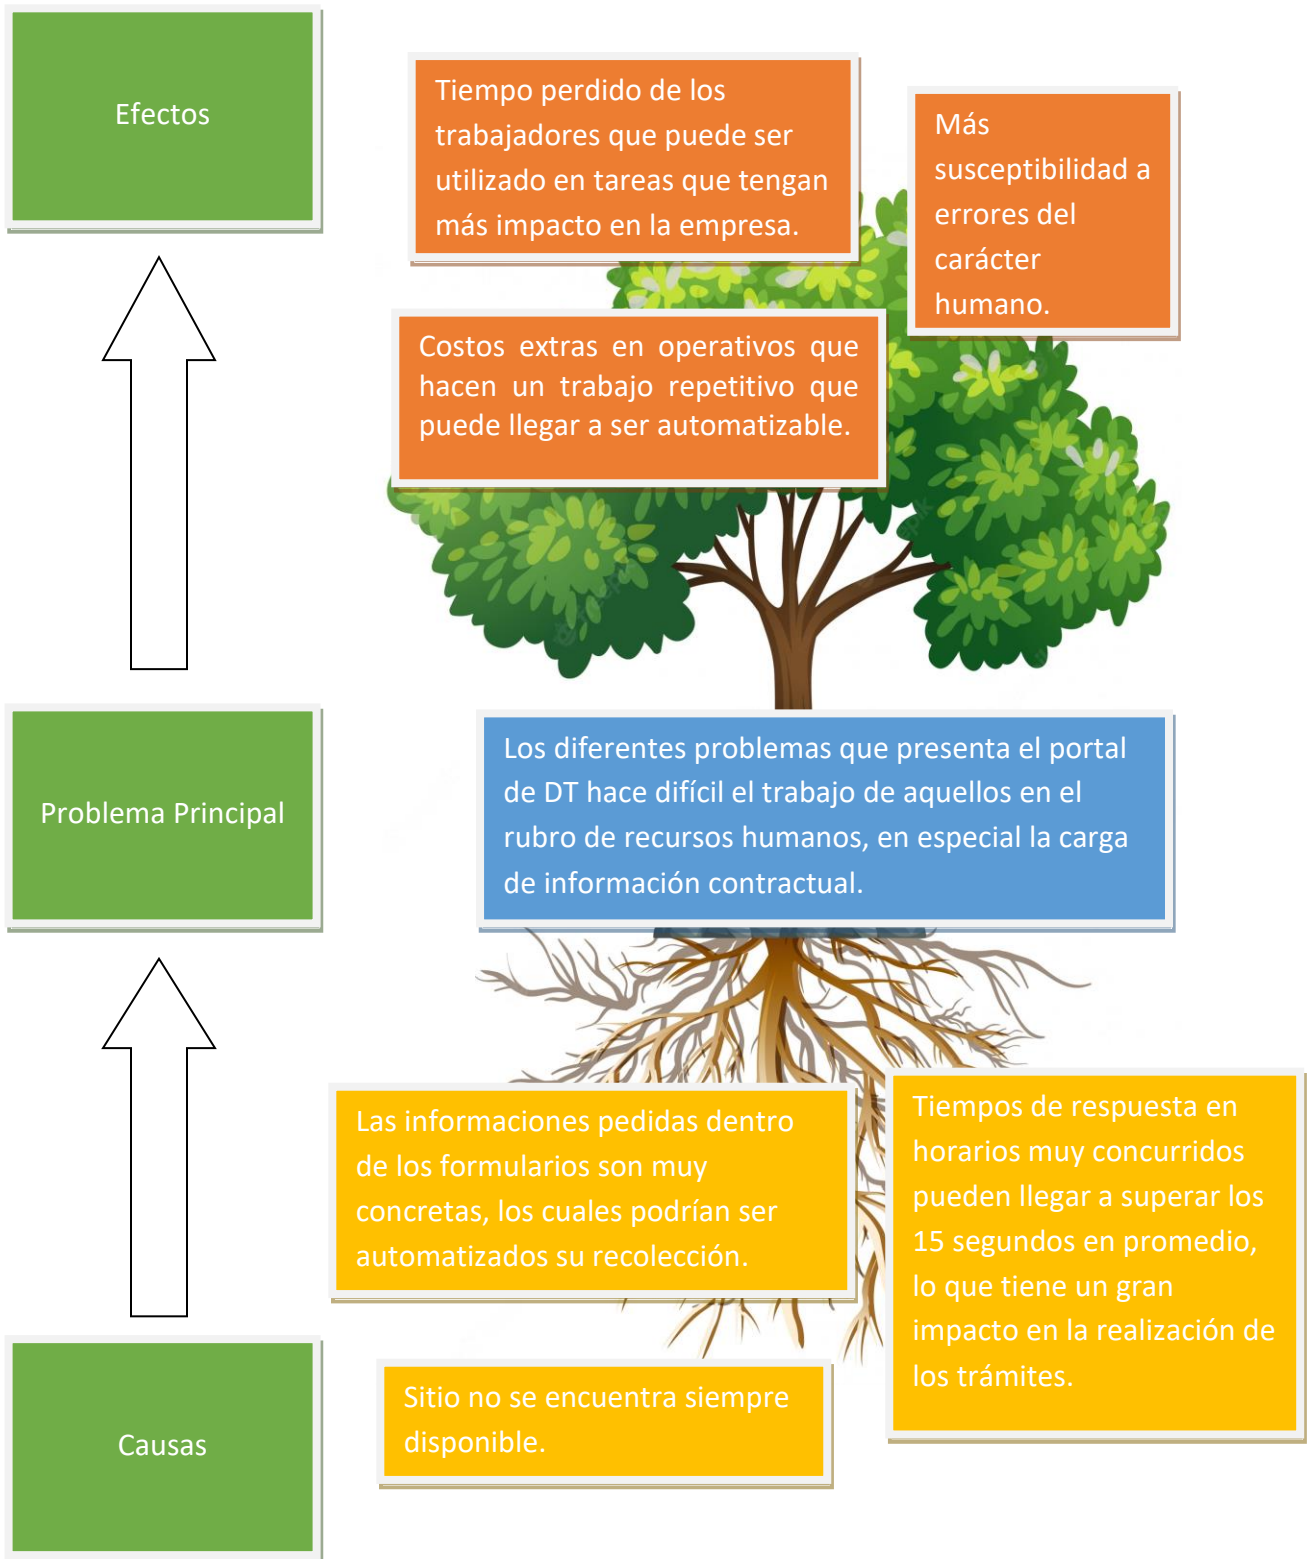 Efectos
Tiempo perdido de los
trabajadores que puede ser
utilizado en tareas que tengan
más impacto en la empresa.
Más
susceptibilidad a
errores del
carácter
humano.
Costos extras en operativos que
hacen un trabajo repetitivo que
puede llegar a ser automatizable.
Problema Principal
Los diferentes problemas que presenta el portal
de DT hace difícil el trabajo de aquellos en el
rubro de recursos humanos, en especial la carga
de información contractual.
Las informaciones pedidas dentro
de los formularios son muy
concretas, los cuales podrían ser
automatizados su recolección.
Tiempos de respuesta en
horarios muy concurridos
pueden llegar a superar los
15 segundos en promedio,
lo que tiene un gran
impacto en la realización de
los trámites.
Causas
Sitio no se encuentra siempre
disponible.